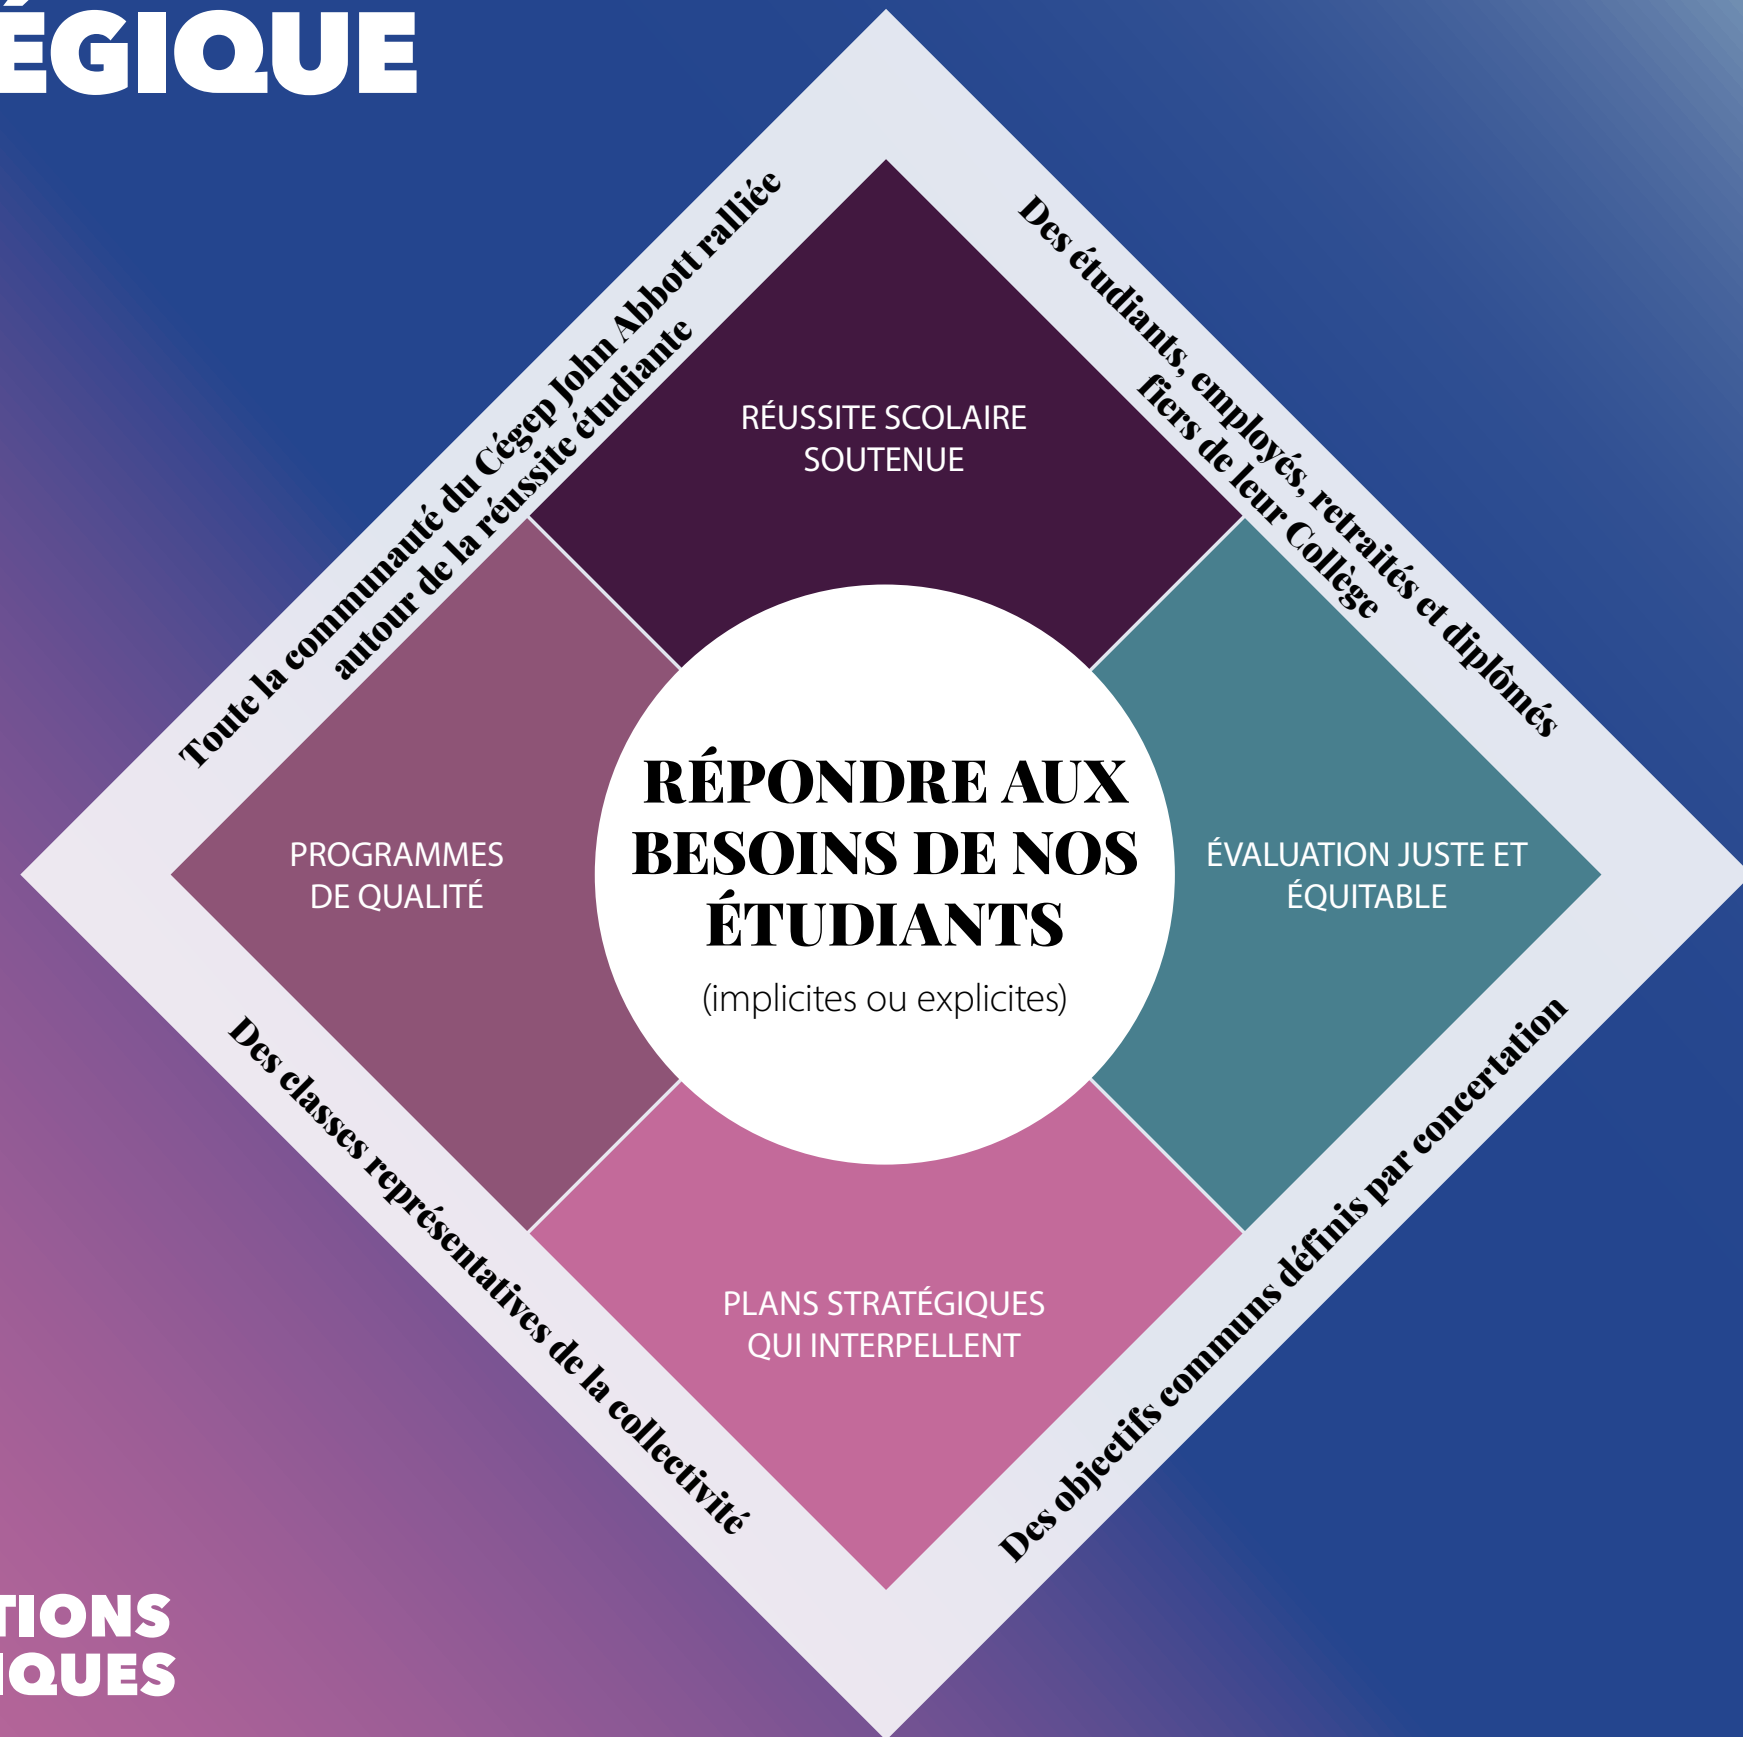 ÉGIQUE
Toute la communauté du Cégep John Abbott ralliée
autour de la réussite étudiante
Des étudiants, employés, retraités et diplômés
fiers de leur Collège
RÉUSSITE SCOLAIRE
SOUTENUE
PROGRAMMES
DE QUALITÉ
RÉPONDRE AUX
BESOINS DE NOS
ÉTUDIANTS
(implicites ou explicites)
ÉVALUATION JUSTE ET
ÉQUITABLE
PLANS STRATÉGIQUES
QUI INTERPELLENT
Des classes représentatives de la collectivité
Des objectifs communs définis par concertation
TIONS
IQUES